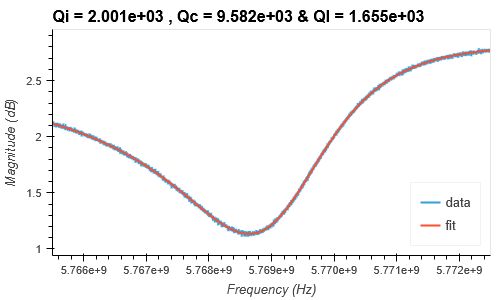 Qi = 2.001e+03 , Qc = 9.582e+03 & Ql = 1.655e+03
Magnitude (dB)
2.5
2
1.5
1
data
fit
5.766e+9 5.767e+9 5.768e+9 5.769e+9 5.770e+9 5.771e+9 5.772e+9
Frequency (Hz)